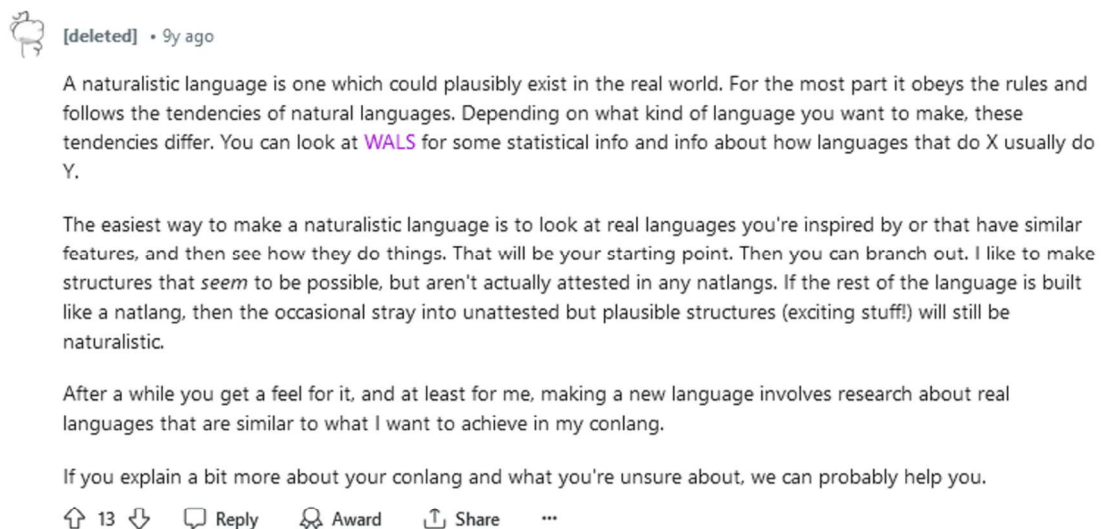 [deleted] • 9y ago
A naturalistic language is one which could plausibly exist in the real world. For the most part it obeys the rules and
follows the tendencies of natural languages. Depending on what kind of language you want to make, these
tendencies differ. You can look at WALS for some statistical info and info about how languages that do X usually do
Y.
The easiest way to make a naturalistic language is to look at real languages you're inspired by or that have similar
features, and then see how they do things. That will be your starting point. Then you can branch out. I like to make
structures that seem to be possible, but aren't actually attested in any natlangs. If the rest of the language is built
like a natlang, then the occasional stray into unattested but plausible structures (exciting stuff!) will still be
naturalistic.
After a while you get a feel for it, and at least for me, making a new language involves research about real
languages that are similar to what I want to achieve in my conlang.
If you explain a bit more about your conlang and what you're unsure about, we can probably help you.
13 Reply Award Share ···